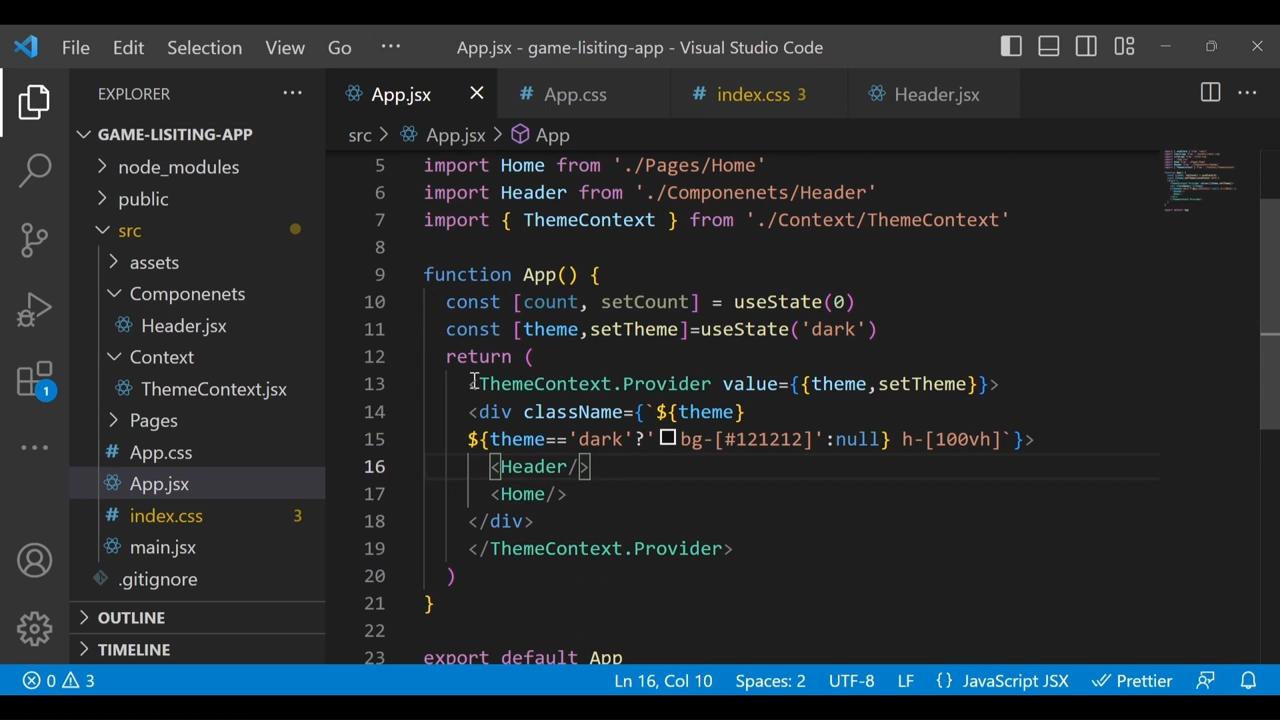 File Edit Selection View Go ··· App.jsx - game-lisiting-app - Visual Studio Code
EXPLORER ···
GAME-LISITING-APP
node_modules
public
src
assets
Componenets
Header.jsx
Context
ThemeContext.jsx
Pages
App.css
App.jsx
index.css 3
main.jsx
.gitignore
OUTLINE
TIMELINE
1
App.jsx App.css index.css 3 Header.jsx ···
src > App.jsx > App
5 import Home from './Pages/Home'
6 import Header from './Componenets/Header'
7 import { ThemeContext } from './Context/ThemeContext'
8
9 function App() {
10 const [count, setCount] = useState(0)
11 const [theme,setTheme]=useState('dark')
12 return (
13 <ThemeContext.Provider value={{theme,setTheme}}>
14 <div className={`${theme}
15 ${theme=='dark'?'bg-[#121212]':null} h-[100vh]`}>
16 <Header/>
17 <Home/>
18 </div>
19 </ThemeContext.Provider>
20 )
21 }
22
23 export default App
0 3 Ln 16, Col 10 Spaces: 2 UTF-8 LF {} JavaScript JSX Prettier